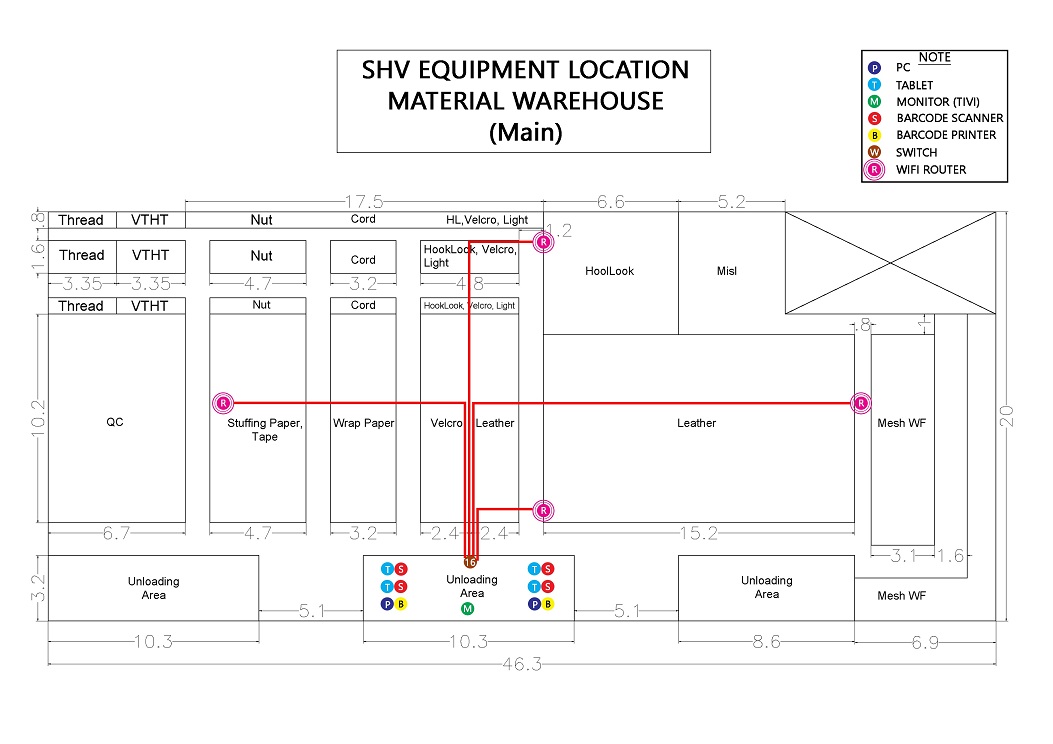 SHV EQUIPMENT LOCATION
MATERIAL WAREHOUSE
(Main)
NOTE
P PC
T TABLET
M MONITOR (TIVI)
S BARCODE SCANNER
B BARCODE PRINTER
W SWITCH
R WIFI ROUTER
17.5 6.6 5.2
.8 Thread VTHT Nut Cord HL,Velcro, Light
1.2
R
1.6 Thread VTHT Nut Cord HookLook, Velcro,
Light
HoolLook Misl
3.35 3.35 4.7 3.2 4.8
Thread VTHT Nut Cord HookLook, Velcro, Light
.8 1
R R
10.2 QC Stuffing Paper,
Tape
Wrap Paper Velcro Leather Leather Mesh WF 20
R
6.7 4.7 3.2 2.4 2.4 15.2
3.1 1.6
16
3.2 Unloading
Area
T S T S
T S Unloading
Area T S
P B M P B
Unloading
Area
Mesh WF
5.1 5.1
10.3 10.3 8.6 6.9
46.3